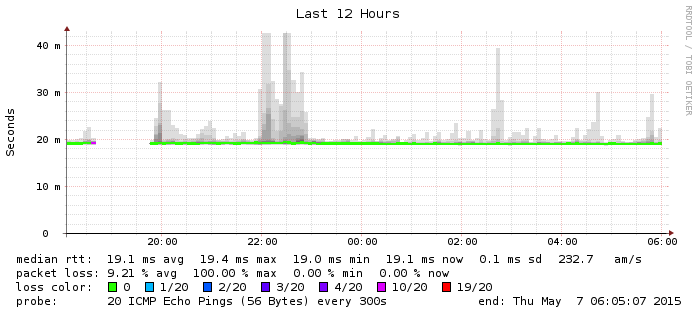 Last 12 Hours
RRDTOOL / TOBI OETIKER
Seconds
40 m
30 m
20 m
10 m
0
20:00 22:00 00:00 02:00 04:00 06:00
median rtt: 19.1 ms avg 19.4 ms max 19.0 ms min 19.1 ms now 0.1 ms sd 232.7 am/s
packet loss: 9.21 % avg 100.00 % max 0.00 % min 0.00 % now
loss color: 0 1/20 2/20 3/20 4/20 10/20 19/20
probe: 20 ICMP Echo Pings (56 Bytes) every 300s end: Thu May 7 06:05:07 2015